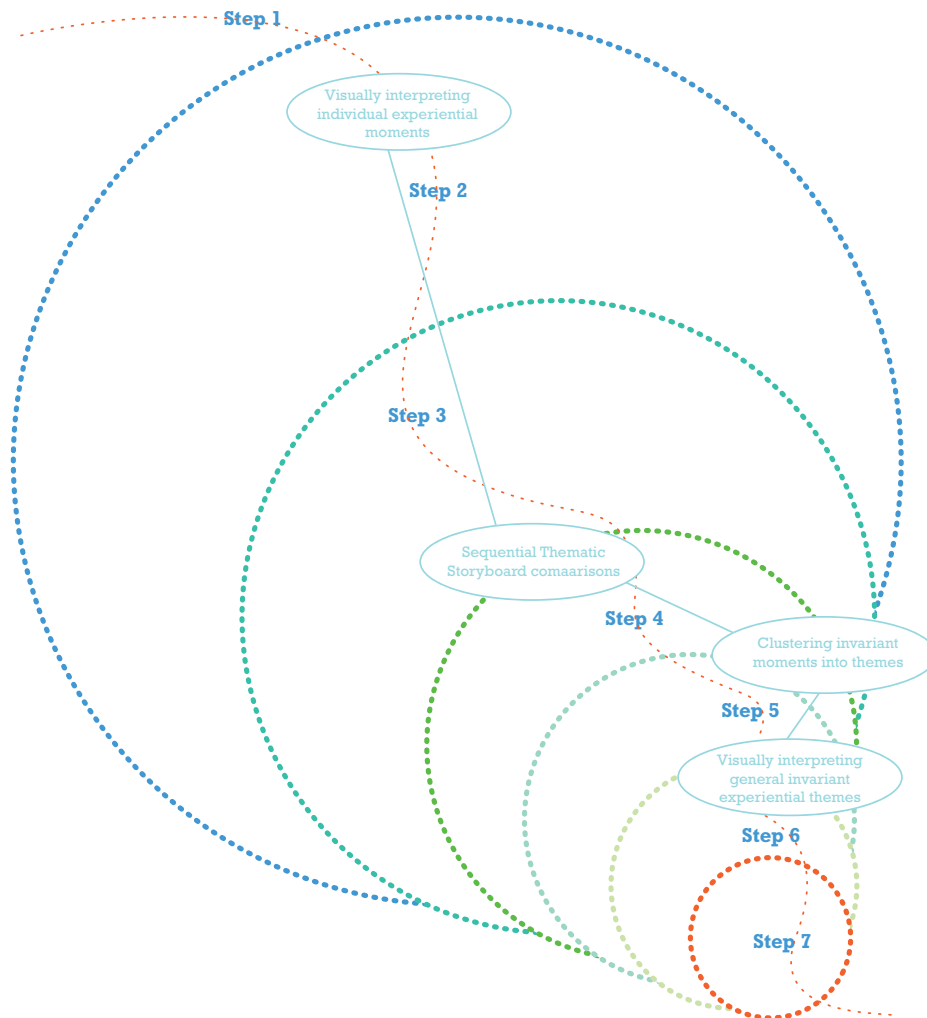 Step 1
Visually interpreting
individual experiential
moments
Step 2
Step 3
Sequential Thematic
Storyboard comaarisons
Step 4
Clustering invariant
moments into themes
Step 5
Visually interpreting
general invariant
experiential themes
Step 6
Step 7